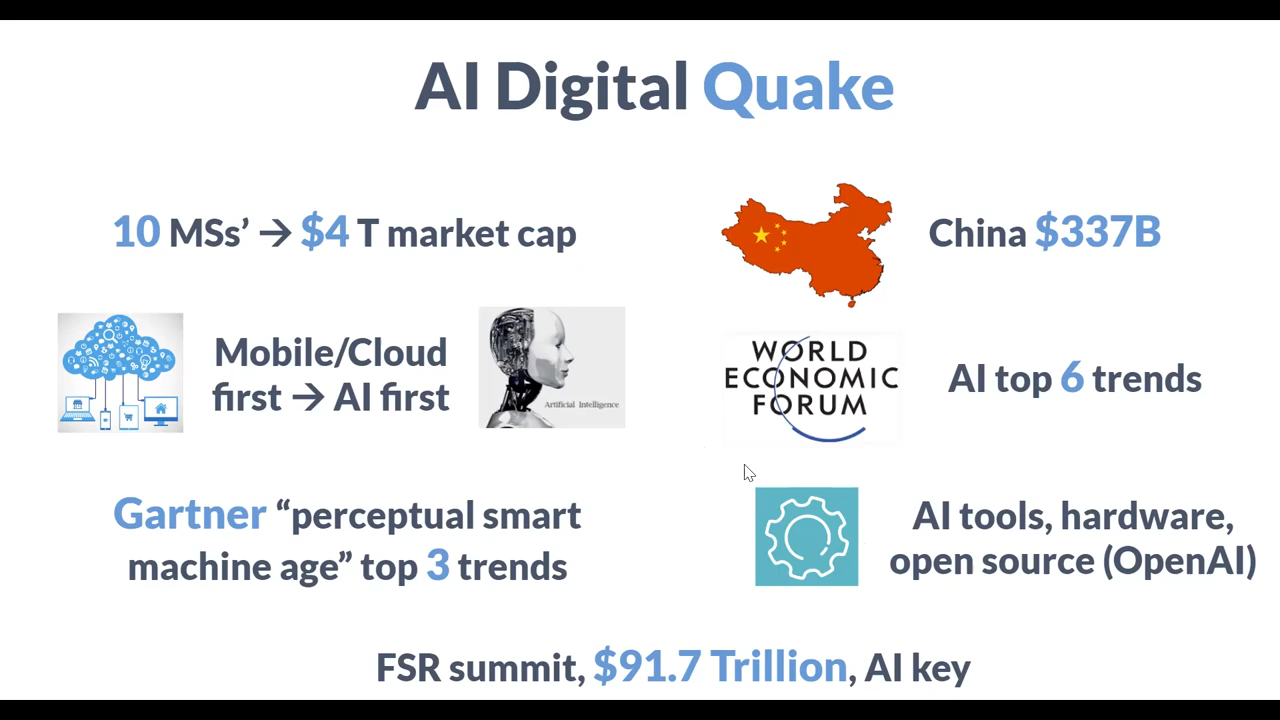 AI Digital Quake
10 MSs’ → $4 T market cap
China $337B
Mobile/Cloud
first → AI first
Artificial Intelligence
WORLD
ECONOMIC
FORUM
AI top 6 trends
Gartner “perceptual smart
machine age” top 3 trends
AI tools, hardware,
open source (OpenAI)
FSR summit, $91.7 Trillion, AI key